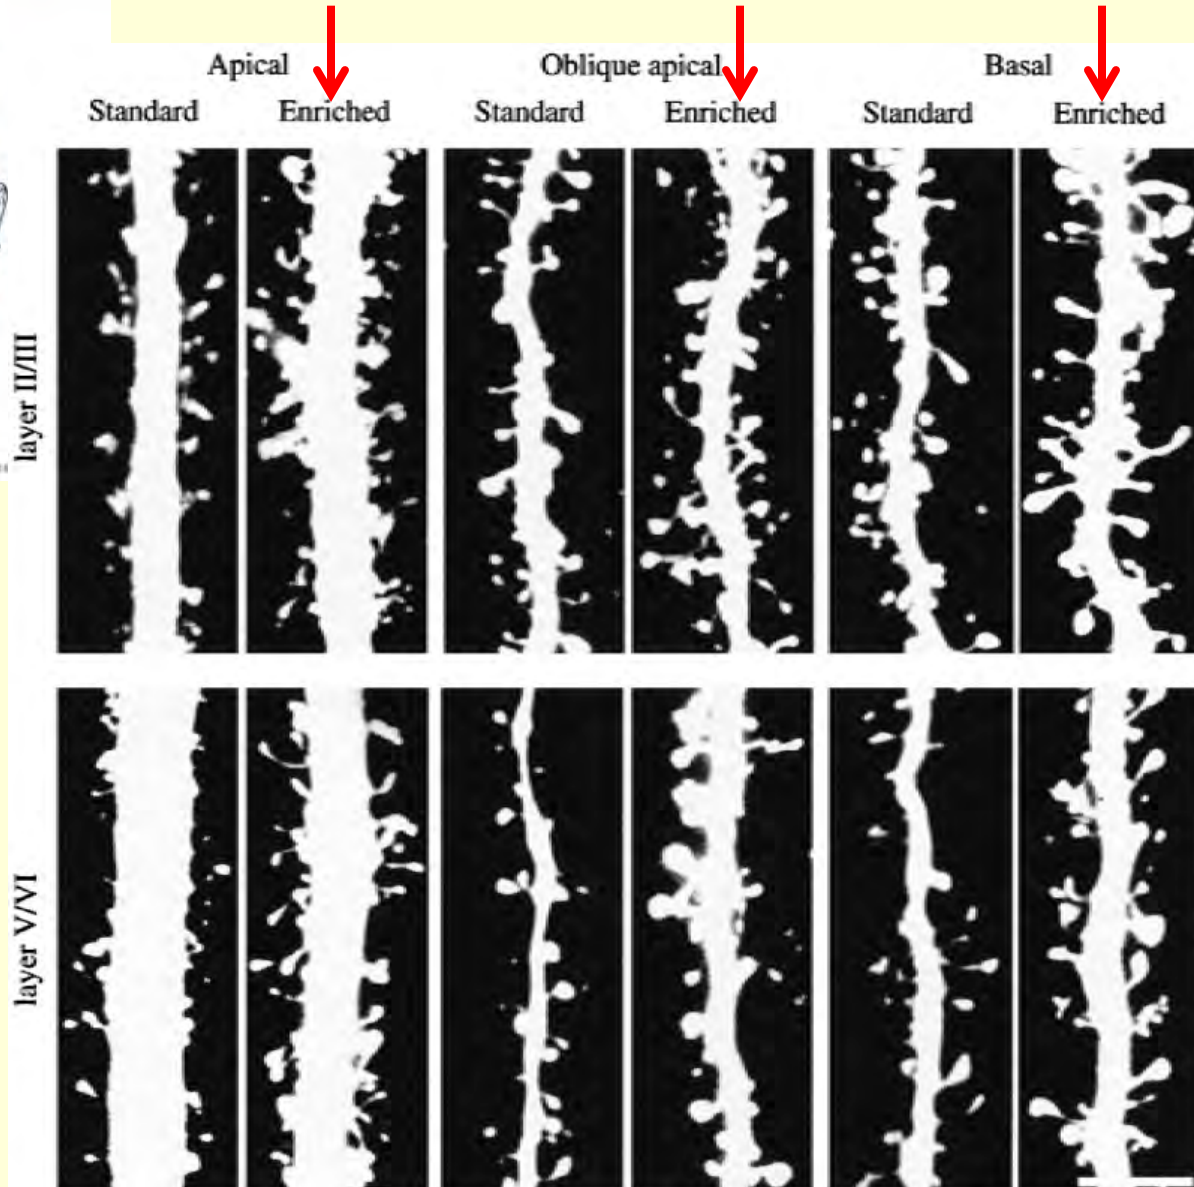 Apical Oblique apical Basal
Standard Enriched Standard Enriched Standard Enriched
layer II/III
layer V/VI